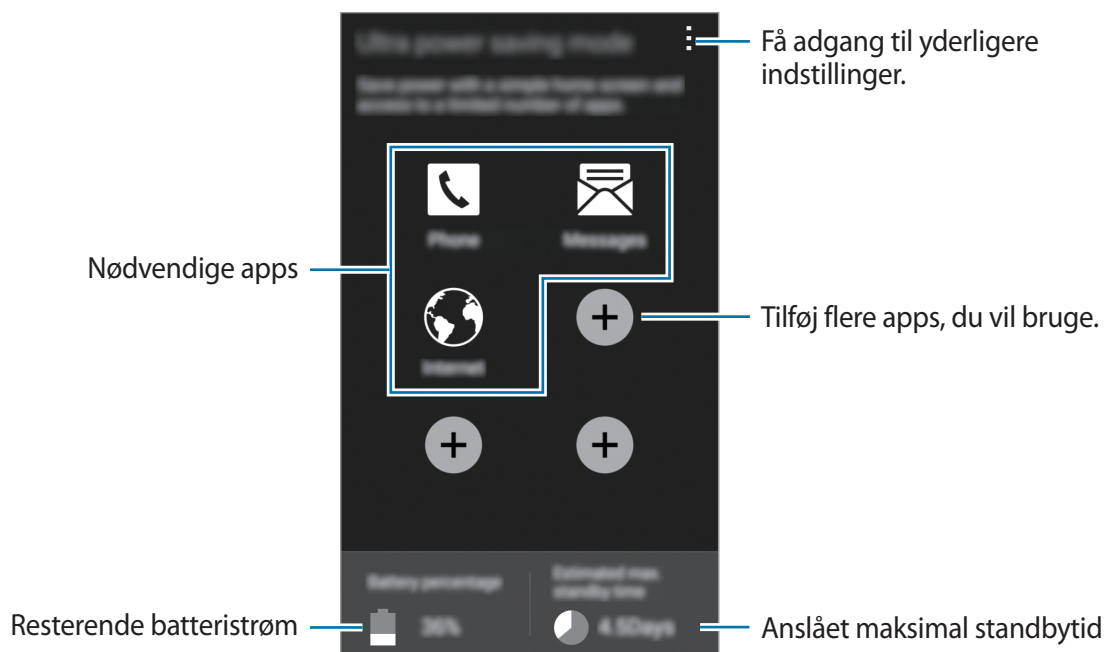 Ultra power saving mode
Få adgang til yderligere
indstillinger.
Save power with a simple home screen and
access to a limited number of apps.
Phone
Messages
Nødvendige apps
Tilføj flere apps, du vil bruge.
Internet
Battery percentage
Estimated max.
standby time
Resterende batteristrøm
36%
4.5Days
Anslået maksimal standbytid